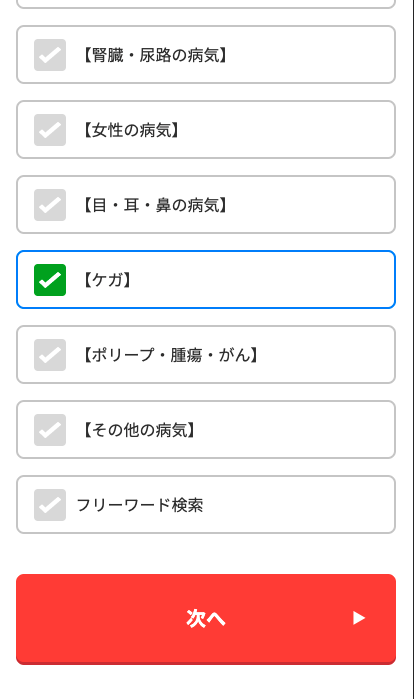 【腎臓・尿路の病気】
【女性の病気】
【目・耳・鼻の病気】
【ケガ】
【ポリープ・腫瘍・がん】
【その他の病気】
フリーワード検索
次へ